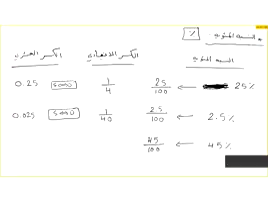 * النسبة المئوية %
النسبة المئوية الكسر الاعتيادي الكسر العشري
25% ← 25/100 1/4 0.25
2.5% ← 2.5/100 1/40 0.025
45% ← 45/100